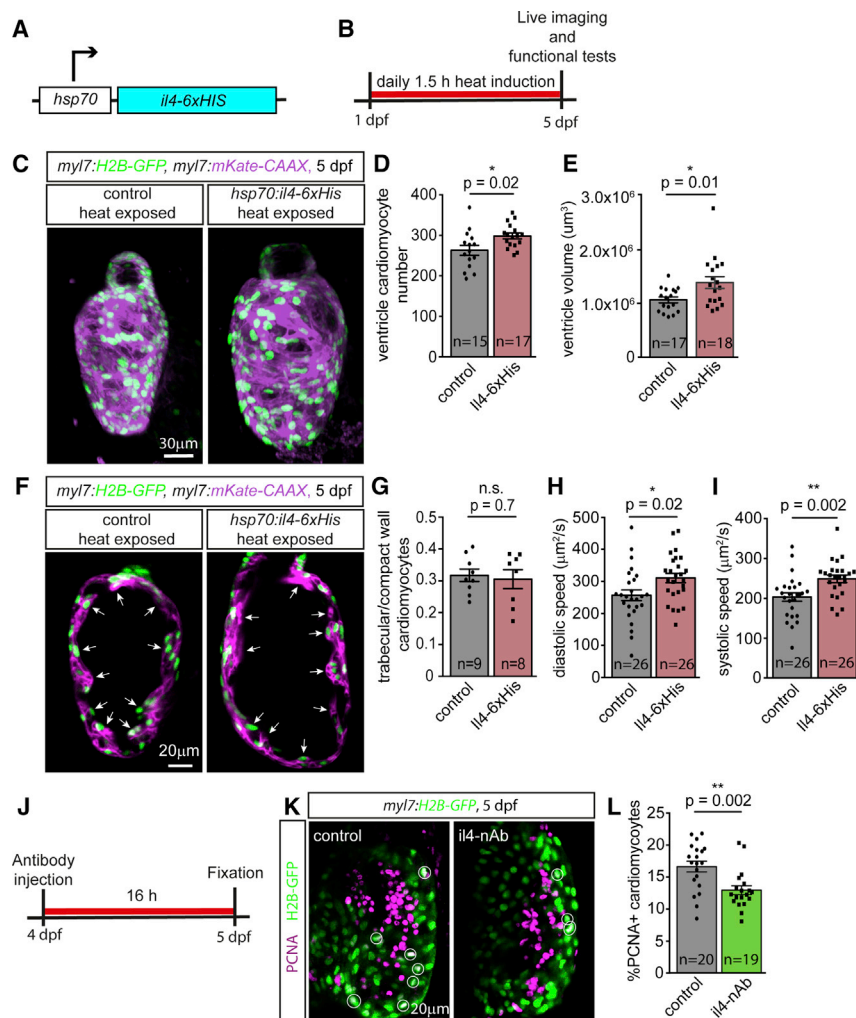 A
hsp70
il4-6xHIS
B
Live imaging
and
functional tests
daily 1.5 h heat induction
1 dpf
5 dpf
C
myl7:H2B-GFP, myl7:mKate-CAAX, 5 dpf
control
heat exposed
hsp70:il4-6xHis
heat exposed
30μm
D
*
p = 0.02
ventricle cardiomyocyte
number
400
300
200
100
0
n=15
n=17
control
Il4-6xHis
E
*
p = 0.01
ventricle volume (um³)
3.0x10⁶
2.0x10⁶
1.0x10⁶
0
n=17
n=18
control
Il4-6xHis
F
myl7:H2B-GFP, myl7:mKate-CAAX, 5 dpf
control
heat exposed
hsp70:il4-6xHis
heat exposed
20μm
G
n.s.
p = 0.7
trabecular/compact wall
cardiomyocytes
0.5
0.4
0.3
0.2
0.1
0
n=9
n=8
control
Il4-6xHis
H
*
p = 0.02
diastolic speed (μm²/s)
500
400
300
200
100
0
n=26
n=26
control
Il4-6xHis
I
**
p = 0.002
systolic speed (μm²/s)
400
300
200
100
0
n=26
n=26
control
Il4-6xHis
J
Antibody
injection
Fixation
16 h
4 dpf
5 dpf
K
myl7:H2B-GFP, 5 dpf
PCNA H2B-GFP
control
il4-nAb
20μm
L
**
p = 0.002
%PCNA+ cardiomyocytes
25
20
15
10
5
0
n=20
n=19
control
il4-nAb